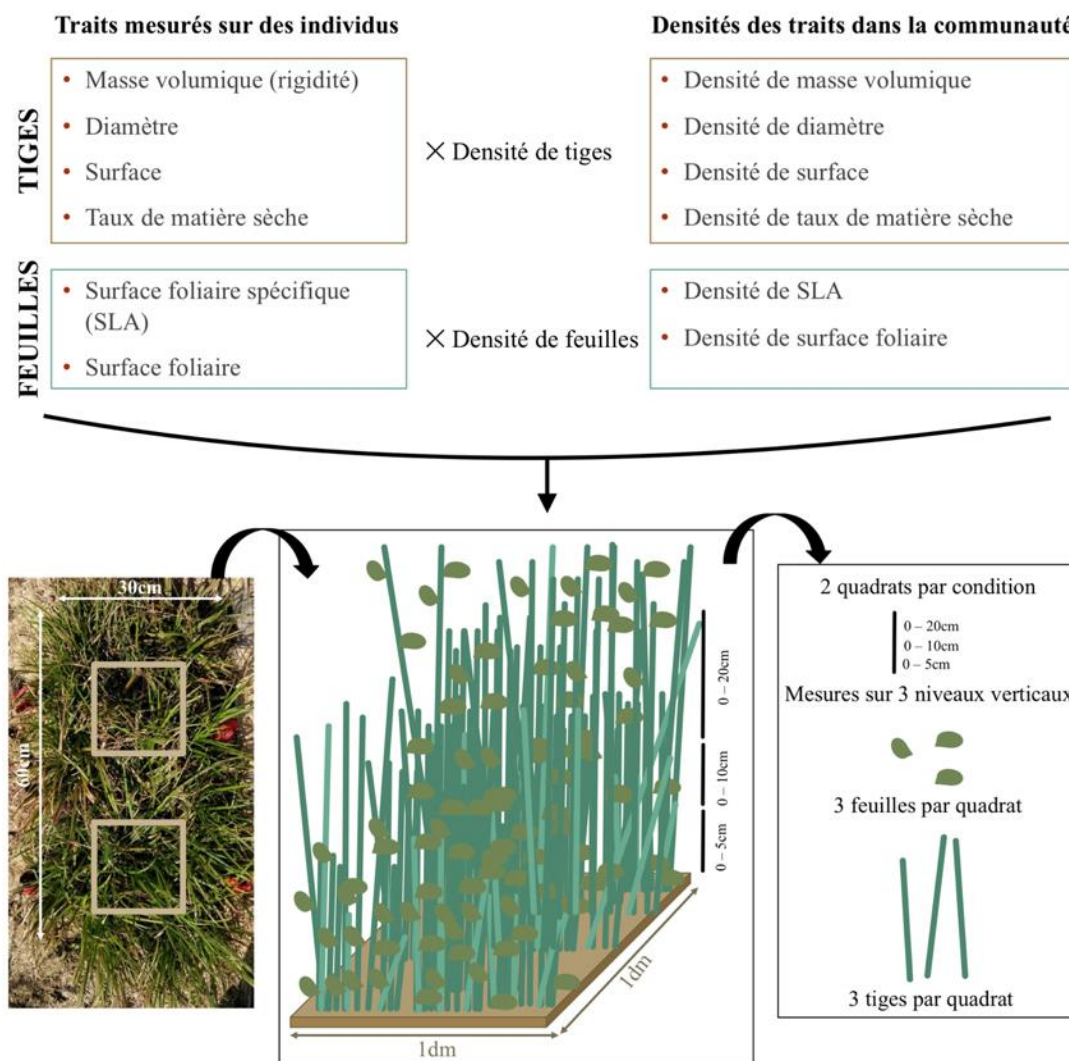 Traits mesurés sur des individus
Densités des traits dans la communauté
TIGES
• Masse volumique (rigidité)
• Diamètre
• Surface
• Taux de matière sèche
× Densité de tiges
• Densité de masse volumique
• Densité de diamètre
• Densité de surface
• Densité de taux de matière sèche
FEUILLES
• Surface foliaire spécifique
(SLA)
• Surface foliaire
× Densité de feuilles
• Densité de SLA
• Densité de surface foliaire
30cm
60cm
0 – 20cm
0 – 10cm
0 – 5cm
1dm
1dm
2 quadrats par condition
0 – 20cm
0 – 10cm
0 – 5cm
Mesures sur 3 niveaux verticaux
3 feuilles par quadrat
3 tiges par quadrat